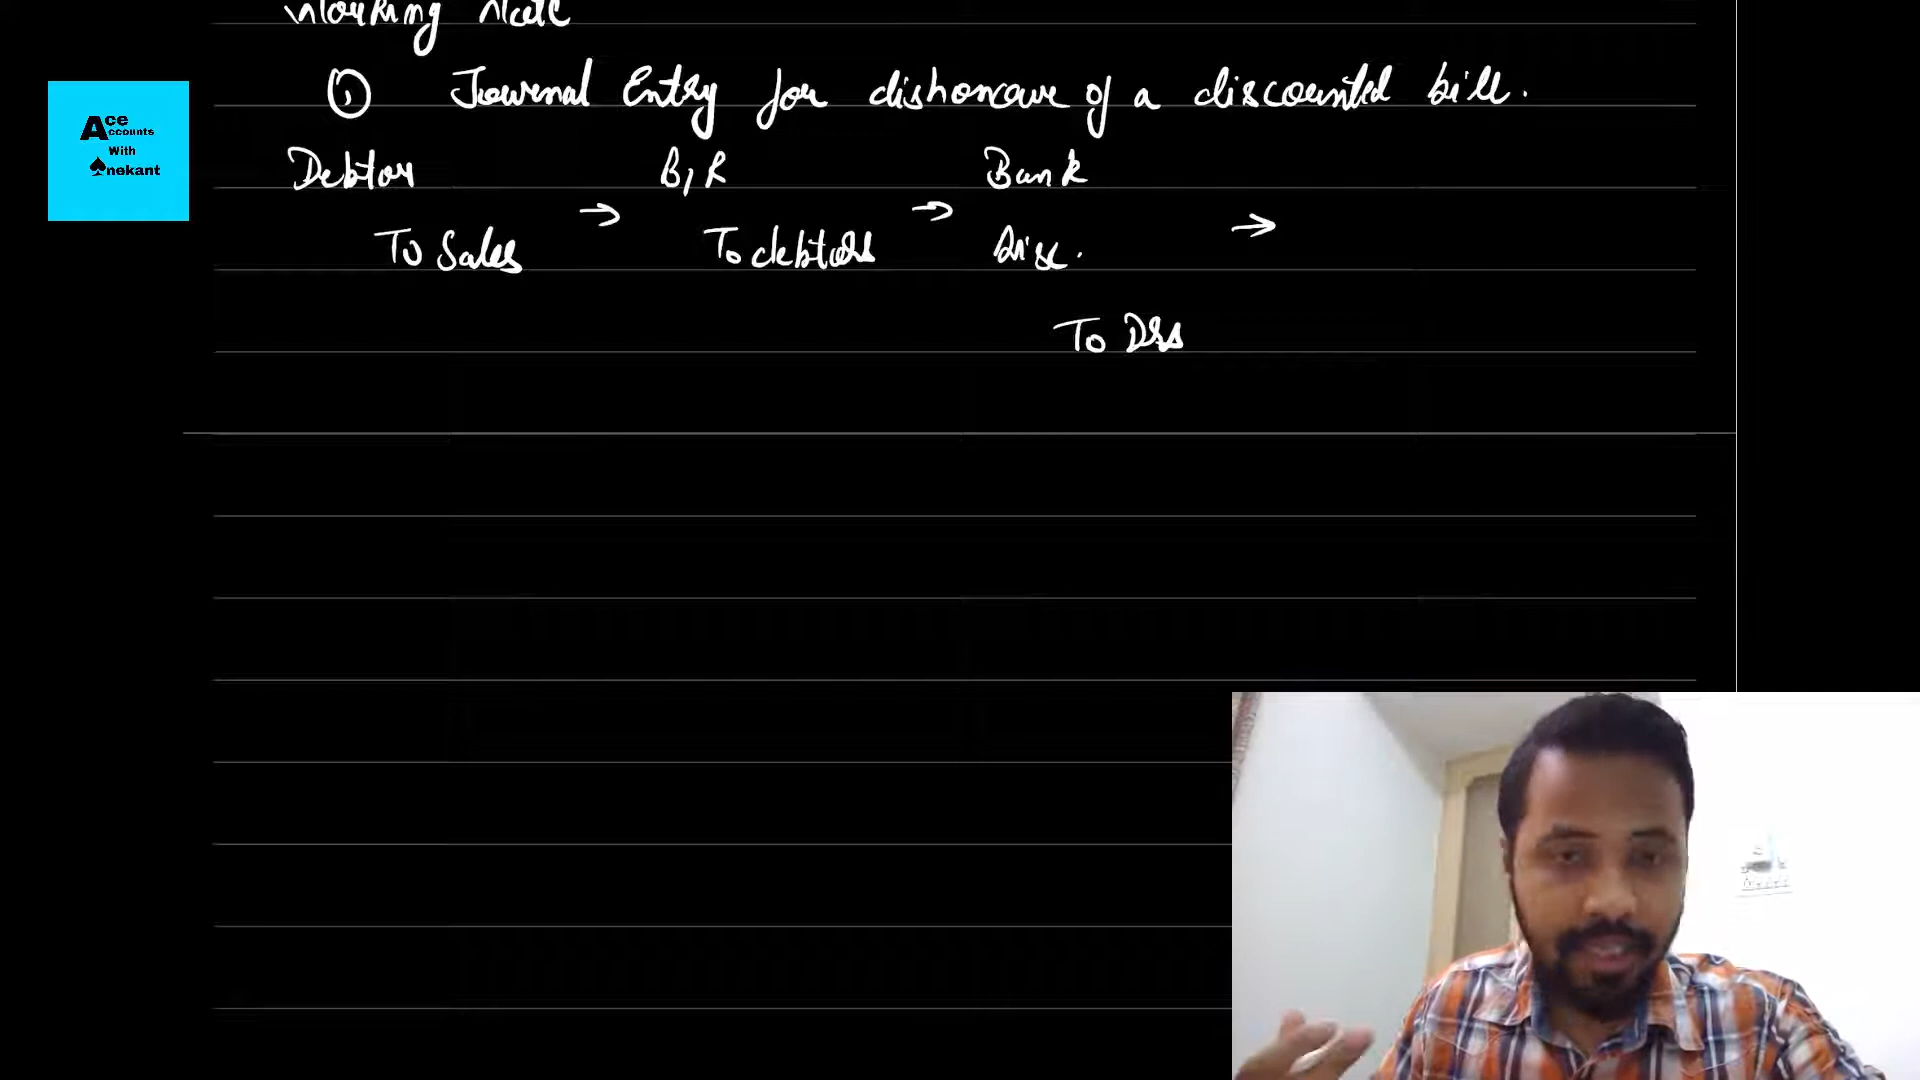 Working Note
① Journal Entry for dishonour of a discounted bill.
Debtor B/R Bank
To Sales → To debtors → Disc. →
To Drs
Ace
Accounts
With
Anekant